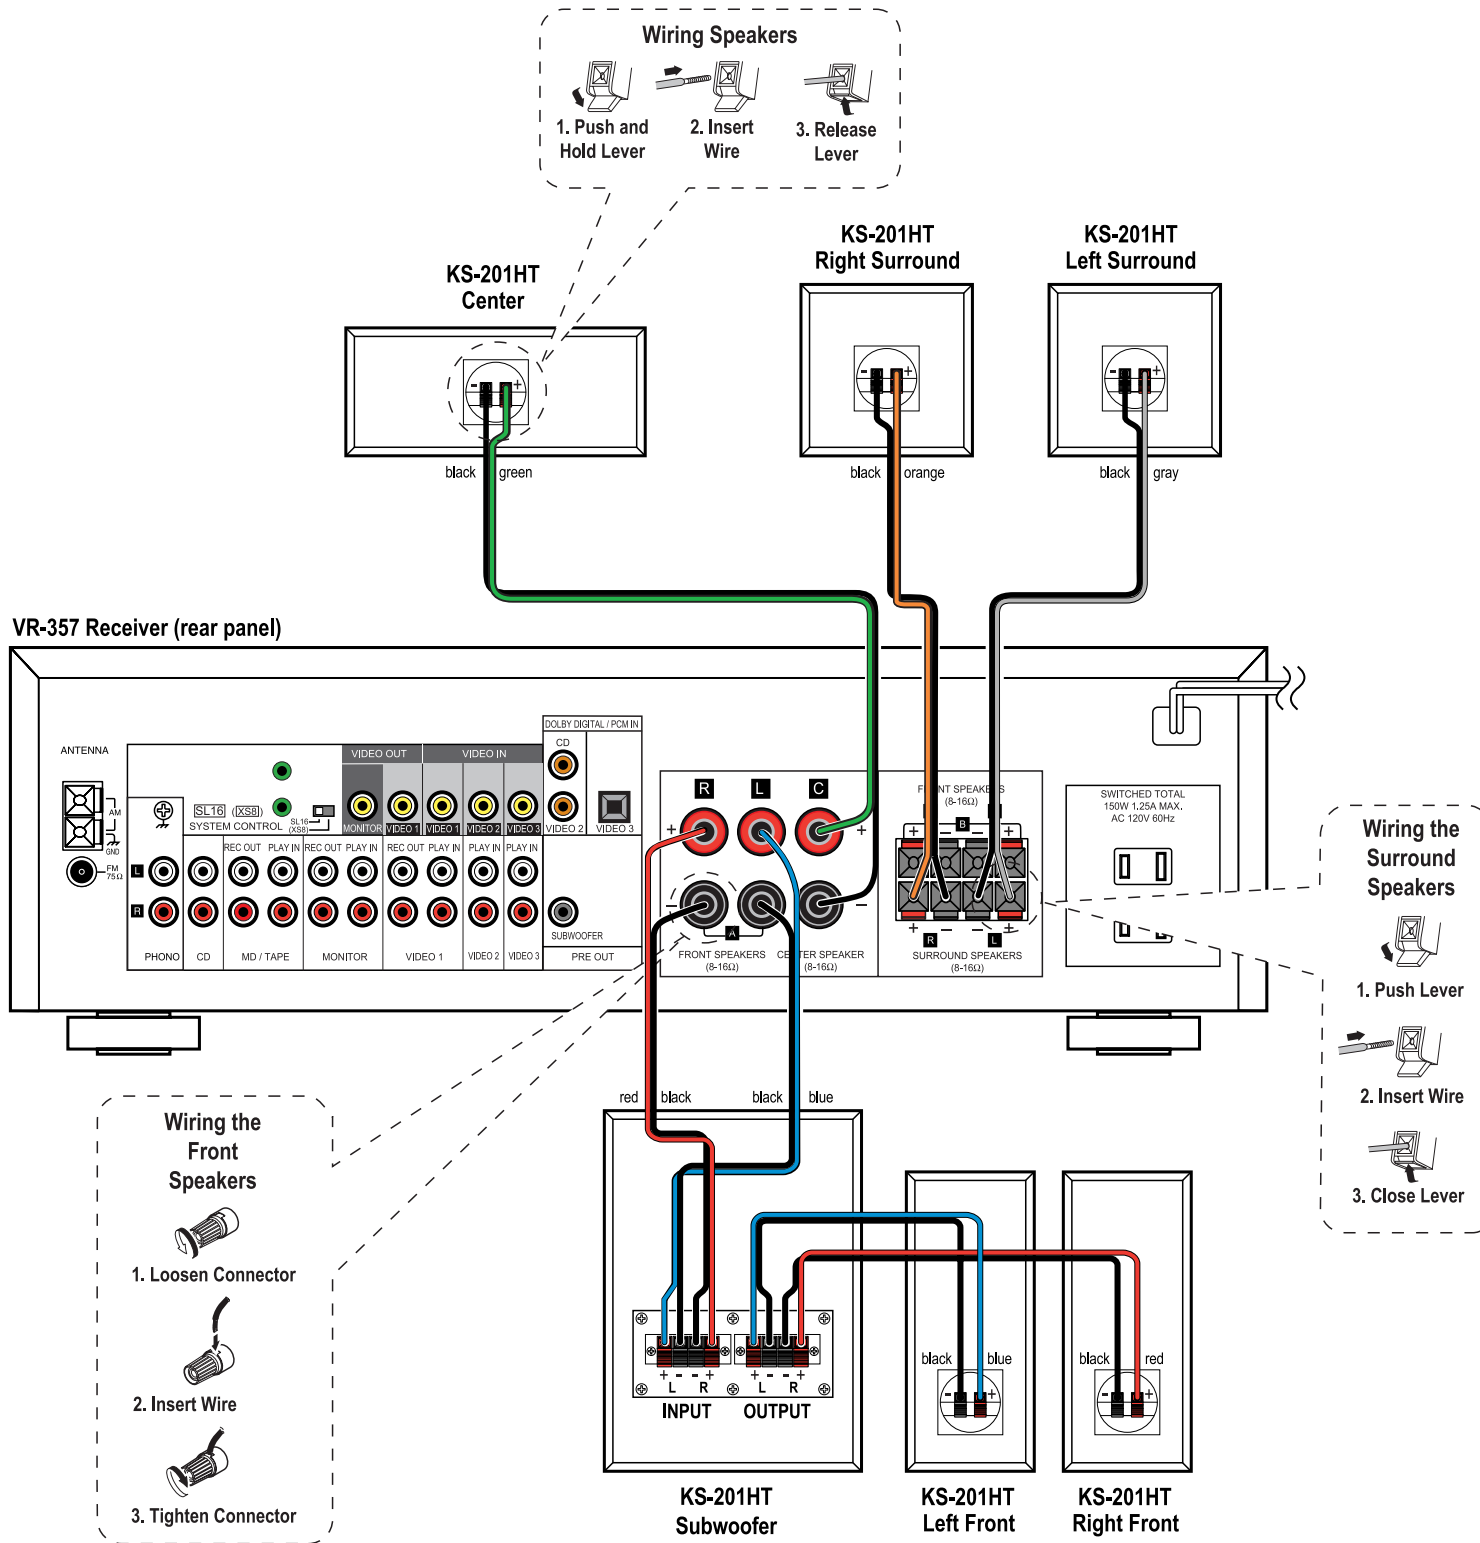 Wiring Speakers
1. Push and
Hold Lever
2. Insert
Wire
3. Release
Lever
KS-201HT
Center
KS-201HT
Right Surround
KS-201HT
Left Surround
- +
- +
- +
black green
black orange
black gray
VR-357 Receiver (rear panel)
ANTENNA
AM
GND
FM
75Ω
SL16 (XS8)
SYSTEM CONTROL
SL16
(XS8)
VIDEO OUT
VIDEO IN
DOLBY DIGITAL / PCM IN
CD
MONITOR
VIDEO 1
VIDEO 1
VIDEO 2
VIDEO 3
VIDEO 2
VIDEO 3
REC OUT PLAY IN REC OUT PLAY IN REC OUT PLAY IN PLAY IN PLAY IN
L
R
SUBWOOFER
PHONO
CD
MD / TAPE
MONITOR
VIDEO 1
VIDEO 2
VIDEO 3
PRE OUT
R L C
+ +
- -
A
FRONT SPEAKERS
(8-16Ω)
SPEAKER
(8-16Ω)
SPEAKERS
(8-16Ω)
B
+ - - +
+ - - +
R L
SURROUND SPEAKERS
(8-16Ω)
SWITCHED TOTAL
150W 1.25A MAX.
AC 120V 60Hz
Wiring the
Surround
Speakers
1. Push Lever
2. Insert Wire
3. Close Lever
Wiring the
Front
Speakers
1. Loosen Connector
2. Insert Wire
3. Tighten Connector
red black black blue
+ - - +
L R
INPUT
+ - - +
L R
OUTPUT
black blue
- +
black red
- +
KS-201HT
Subwoofer
KS-201HT
Left Front
KS-201HT
Right Front